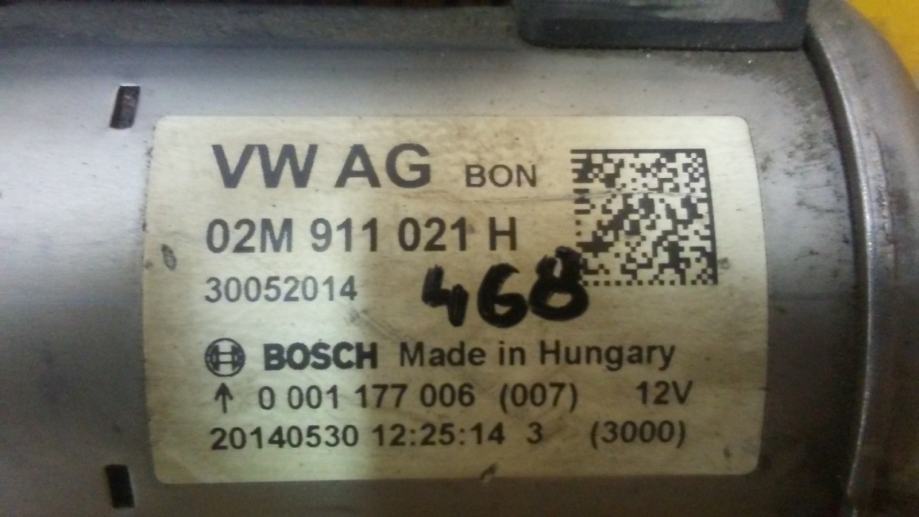 VW AG BON
02M 911 021 H
30052014
468
BOSCH Made in Hungary
↑ 0 001 177 006 (007) 12V
20140530 12:25:14 3 (3000)